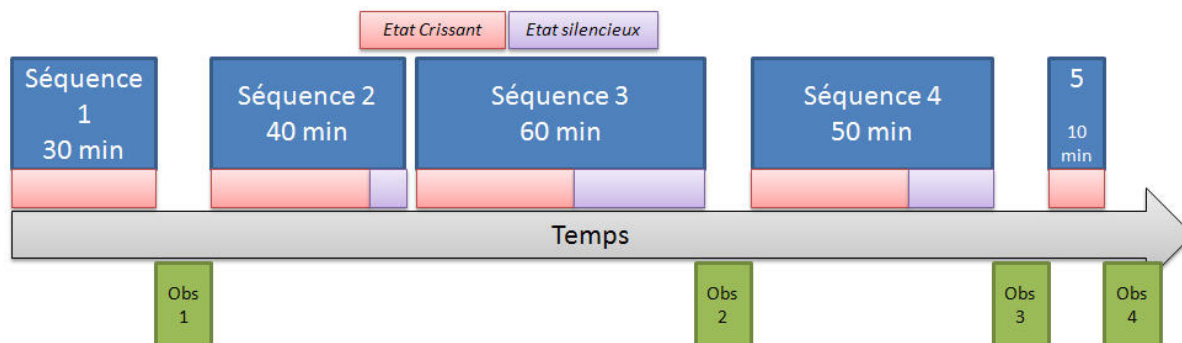 Etat Crissant
Etat silencieux
Séquence
1
30 min
Séquence 2
40 min
Séquence 3
60 min
Séquence 4
50 min
5
10
min
Temps
Obs
1
Obs
2
Obs
3
Obs
4